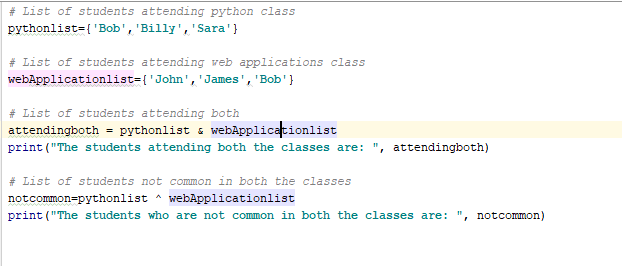 # List of students attending python class
pythonlist={'Bob','Billy','Sara'}
# List of students attending web applications class
webApplicationlist={'John','James','Bob'}
# List of students attending both
attendingboth = pythonlist & webApplicationlist
print("The students attending both the classes are: ", attendingboth)
# List of students not common in both the classes
notcommon=pythonlist ^ webApplicationlist
print("The students who are not common in both the classes are: ", notcommon)